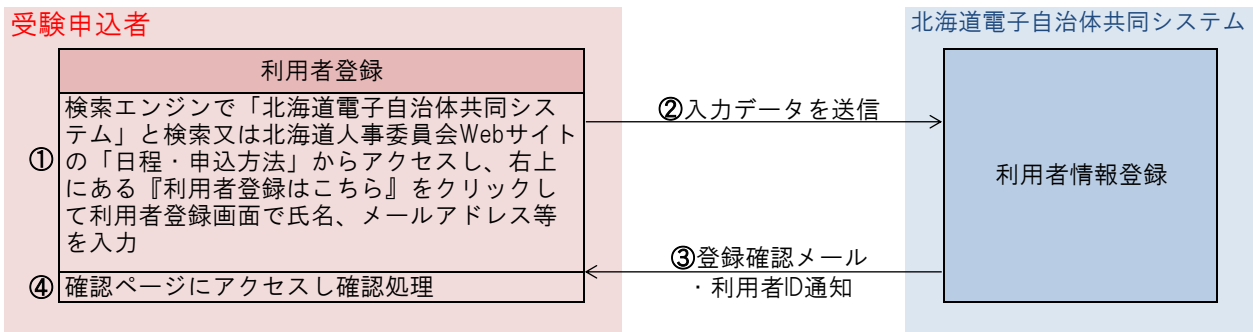 受験申込者
北海道電子自治体共同システム
利用者登録
検索エンジンで「北海道電子自治体共同シス
テム」と検索又は北海道人事委員会Webサイト
①の「日程・申込方法」からアクセスし、右上
にある『利用者登録はこちら』をクリックし
て利用者登録画面で氏名、メールアドレス等
を入力
②入力データを送信
利用者情報登録
③登録確認メール
・利用者ID通知
④確認ページにアクセスし確認処理